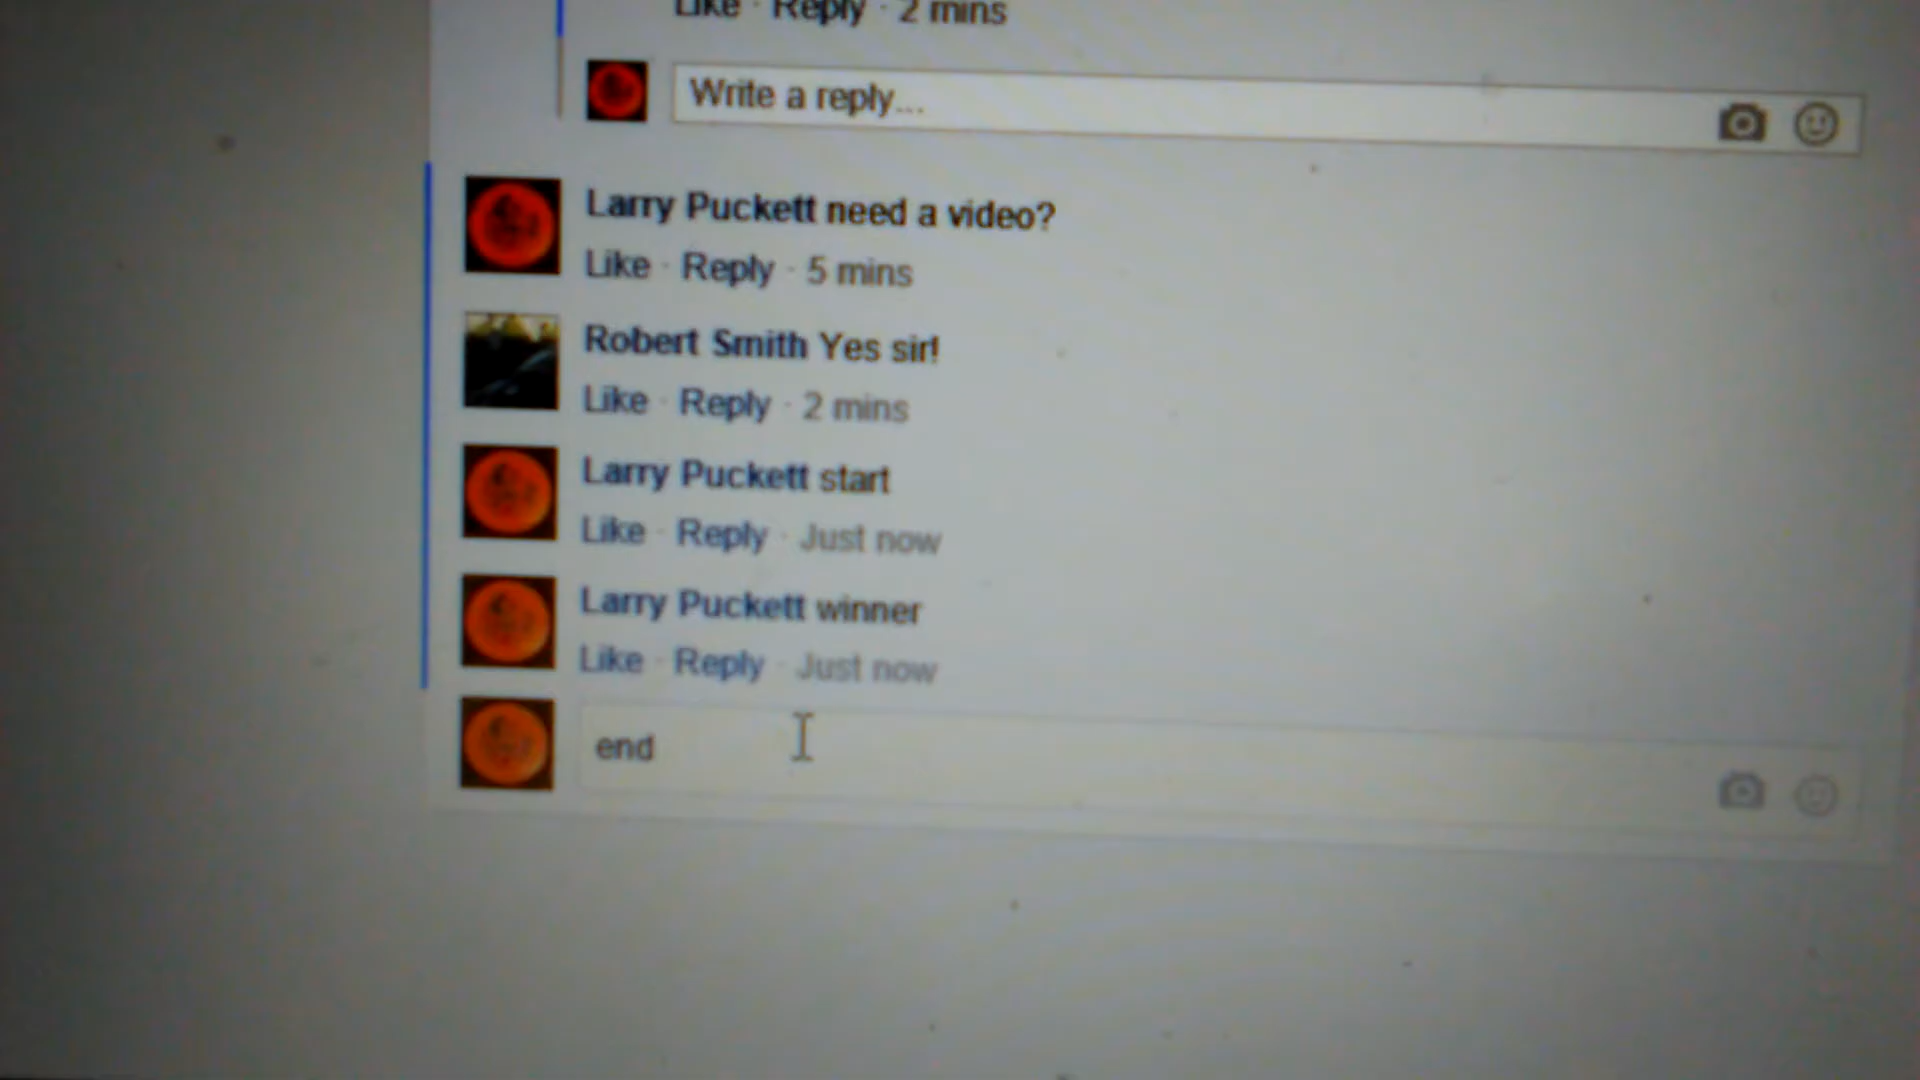 Like · Reply · 2 mins
Write a reply...
Larry Puckett need a video?
Like · Reply · 5 mins
Robert Smith Yes sir!
Like · Reply · 2 mins
Larry Puckett start
Like · Reply · Just now
Larry Puckett winner
Like · Reply · Just now
end